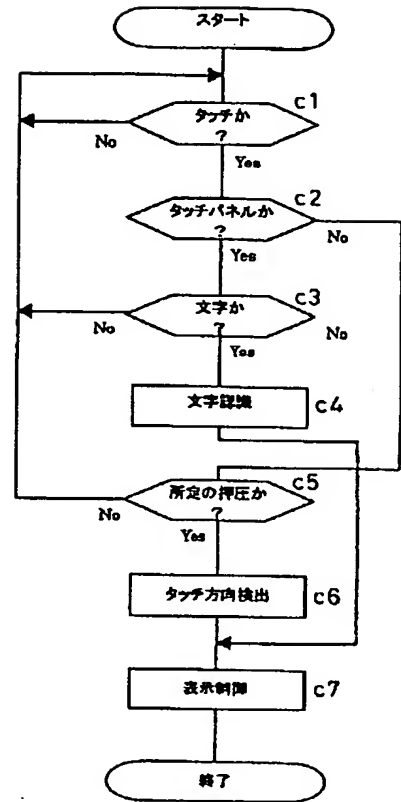 スタート
タッチか
?
c1
No
Yes
タッチパネルか
?
c2
No
Yes
文字か
?
c3
No
No
Yes
文字認識
c4
所定の押圧か
?
c5
No
Yes
タッチ方向検出
c6
表示制御
c7
終了